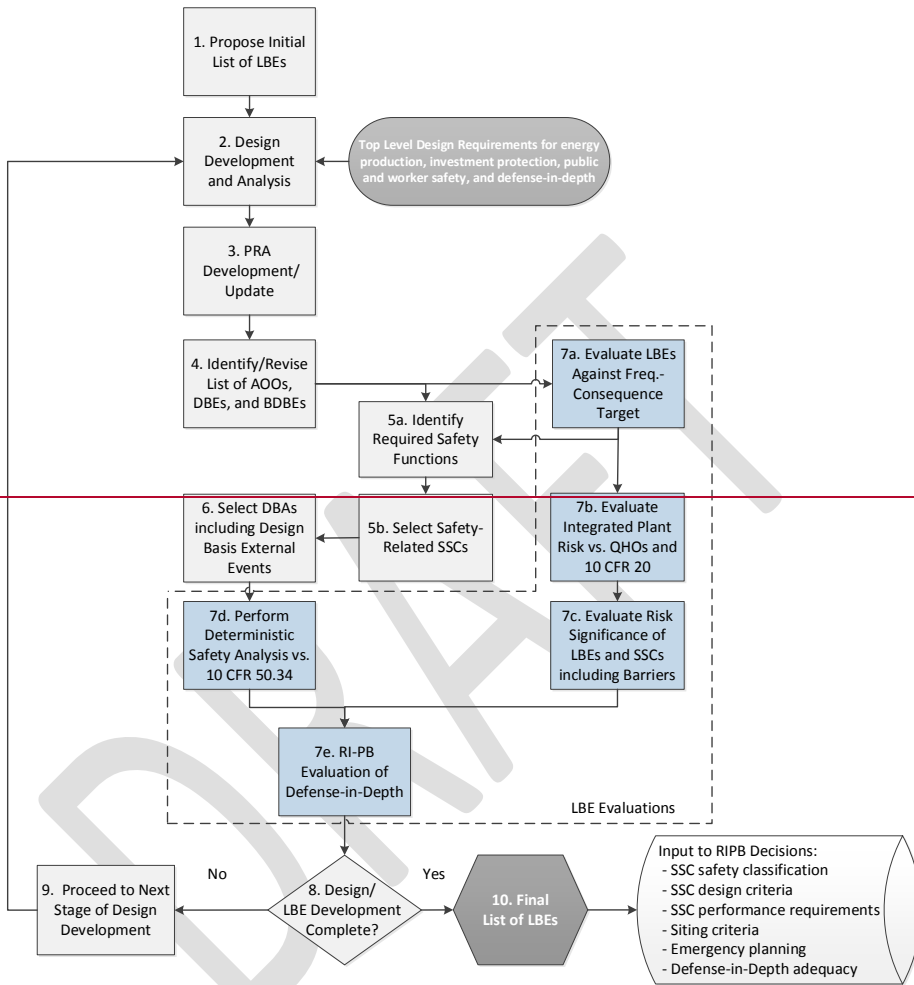 1. Propose Initial
List of LBEs
2. Design
Development
and Analysis
Top Level Design Requirements for energy
production, investment protection, public
and worker safety, and defense-in-depth
3. PRA
Development/
Update
4. Identify/Revise
List of AOOs,
DBEs, and BDBEs
7a. Evaluate LBEs
Against Freq.-
Consequence
Target
5a. Identify
Required Safety
Functions
5b. Select Safety-
Related SSCs
6. Select DBAs
including Design
Basis External
Events
7b. Evaluate
Integrated Plant
Risk vs. QHOs and
10 CFR 20
7d. Perform
Deterministic
Safety Analysis vs.
10 CFR 50.34
7c. Evaluate Risk
Significance of
LBEs and SSCs
including Barriers
7e. RI-PB
Evaluation of
Defense-in-Depth
LBE Evaluations
8. Design/
LBE Development
Complete?
No
Yes
9. Proceed to Next
Stage of Design
Development
10. Final
List of LBEs
Input to RIPB Decisions:
- SSC safety classification
- SSC design criteria
- SSC performance requirements
- Siting criteria
- Emergency planning
- Defense-in-Depth adequacy
DRAFT